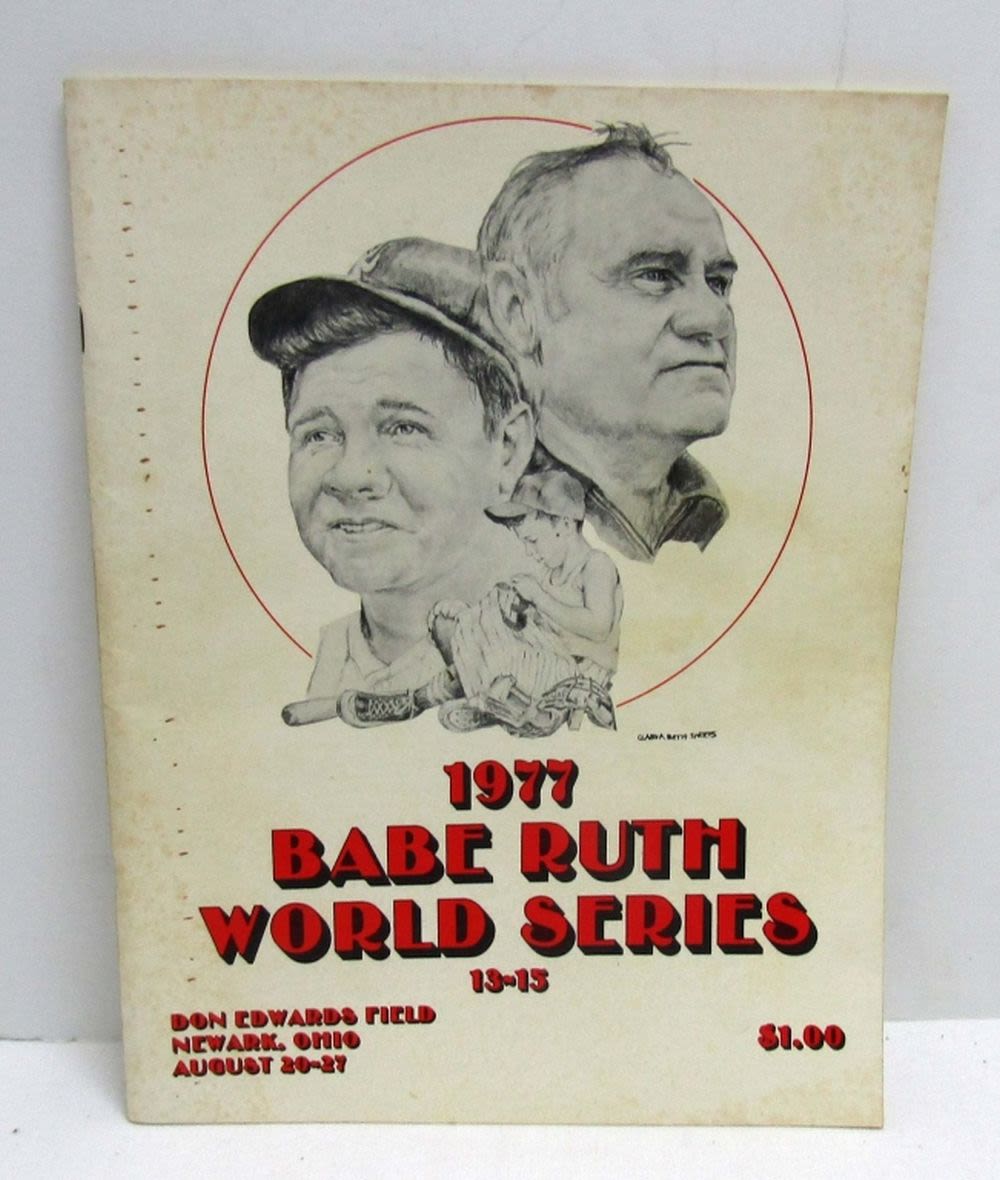 1977
BABE RUTH
WORLD SERIES
13-15
DON EDWARDS FIELD
NEWARK, OHIO
AUGUST 20-27
$1.00